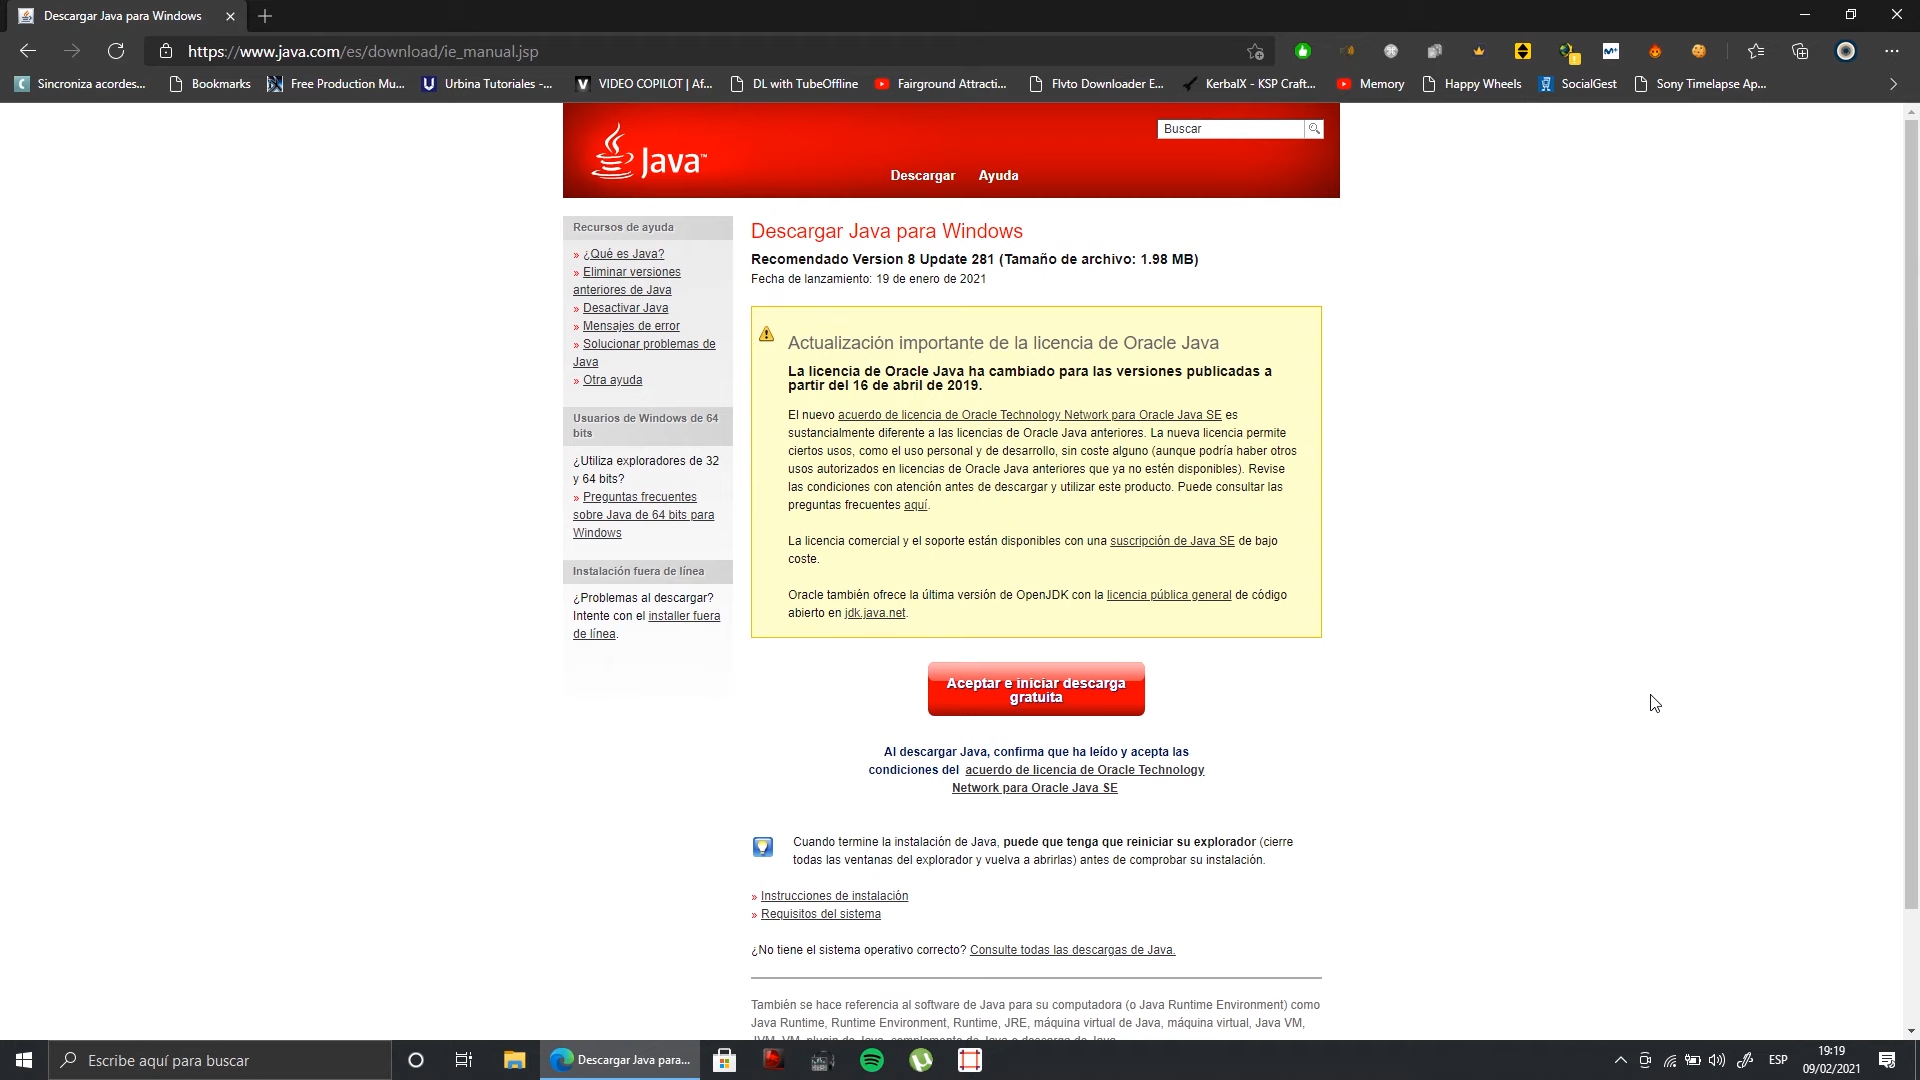 Descargar Java para Windows
https://www.java.com/es/download/ie_manual.jsp
Sincroniza acordes...
Bookmarks
Free Production Mu...
Urbina Tutoriales -...
VIDEO COPILOT | Af...
DL with TubeOffline
Fairground Attracti...
Flvto Downloader E...
KerbalX - KSP Craft...
Memory
Happy Wheels
SocialGest
Sony Timelapse Ap...
Java™
Buscar
Descargar Ayuda
Recursos de ayuda
» ¿Qué es Java?
» Eliminar versiones
anteriores de Java
» Desactivar Java
» Mensajes de error
» Solucionar problemas de
Java
» Otra ayuda
Usuarios de Windows de 64
bits
¿Utiliza exploradores de 32
y 64 bits?
» Preguntas frecuentes
sobre Java de 64 bits para
Windows
Instalación fuera de línea
¿Problemas al descargar?
Intente con el installer fuera
de línea.
Descargar Java para Windows
Recomendado Version 8 Update 281 (Tamaño de archivo: 1.98 MB)
Fecha de lanzamiento: 19 de enero de 2021
Actualización importante de la licencia de Oracle Java
La licencia de Oracle Java ha cambiado para las versiones publicadas a
partir del 16 de abril de 2019.
El nuevo acuerdo de licencia de Oracle Technology Network para Oracle Java SE es
sustancialmente diferente a las licencias de Oracle Java anteriores. La nueva licencia permite
ciertos usos, como el uso personal y de desarrollo, sin coste alguno (aunque podría haber otros
usos autorizados en licencias de Oracle Java anteriores que ya no estén disponibles). Revise
las condiciones con atención antes de descargar y utilizar este producto. Puede consultar las
preguntas frecuentes aquí.
La licencia comercial y el soporte están disponibles con una suscripción de Java SE de bajo
coste.
Oracle también ofrece la última versión de OpenJDK con la licencia pública general de código
abierto en jdk.java.net.
Aceptar e iniciar descarga
gratuita
Al descargar Java, confirma que ha leído y acepta las
condiciones del acuerdo de licencia de Oracle Technology
Network para Oracle Java SE
Cuando termine la instalación de Java, puede que tenga que reiniciar su explorador (cierre
todas las ventanas del explorador y vuelva a abrirlas) antes de comprobar su instalación.
» Instrucciones de instalación
» Requisitos del sistema
¿No tiene el sistema operativo correcto? Consulte todas las descargas de Java.
También se hace referencia al software de Java para su computadora (o Java Runtime Environment) como
Java Runtime, Runtime Environment, Runtime, JRE, máquina virtual de Java, máquina virtual, Java VM,
Escribe aquí para buscar
Descargar Java para...
ESP
19:19
09/02/2021